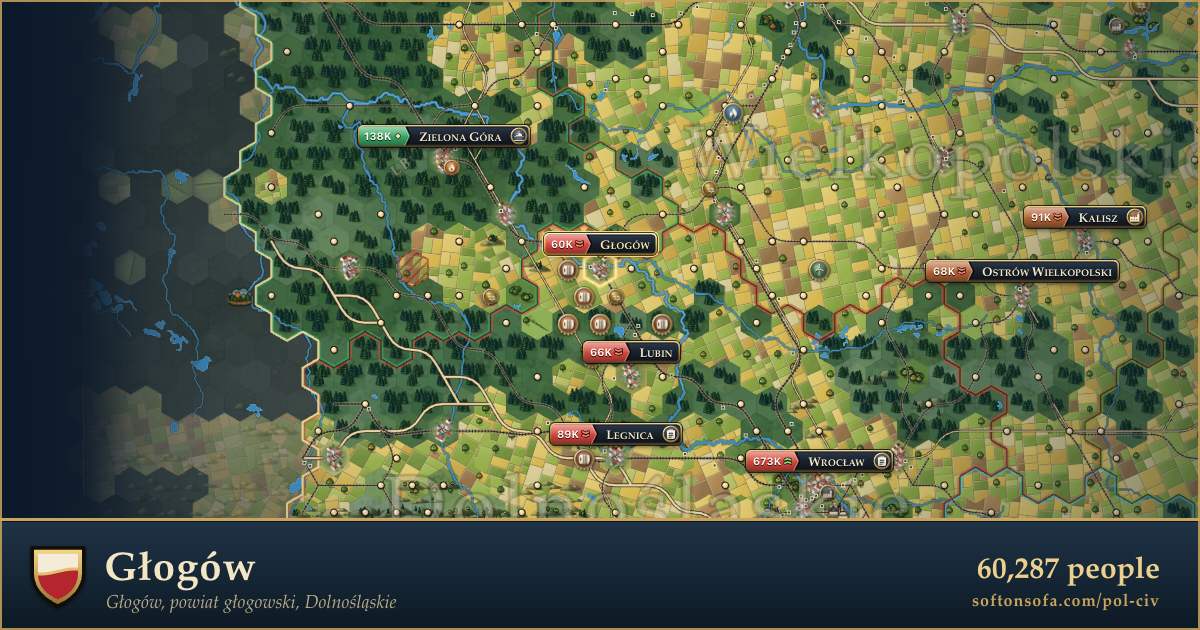 Wielkopolskie
138K ZIELONA GÓRA
91K KALISZ
60K GŁOGÓW
68K OSTRÓW WIELKOPOLSKI
66K LUBIN
89K LEGNICA
673K WROCŁAW
Dolnośląskie
Głogów
Głogów, powiat głogowski, Dolnośląskie
60,287 people
softonsofa.com/pol-civ